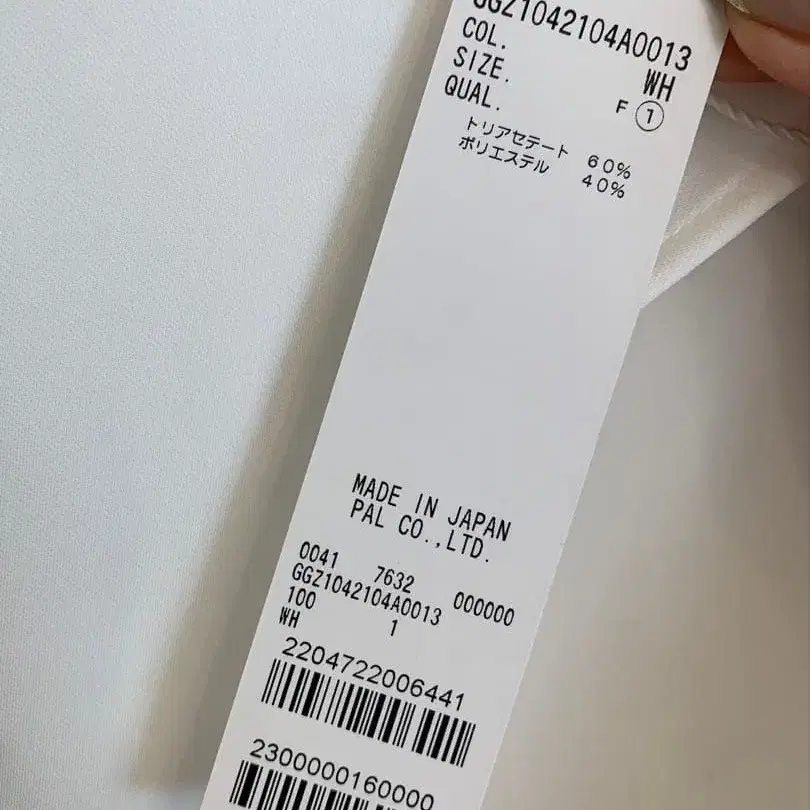 GGZ1042104A0013
COL. WH
SIZE. F ①
QUAL.
トリアセテート 60%
ポリエステル 40%
MADE IN JAPAN
PAL CO.,LTD.
0041 7632 000000
GGZ1042104A0013
100 1
WH
2204722006441
2300000160000